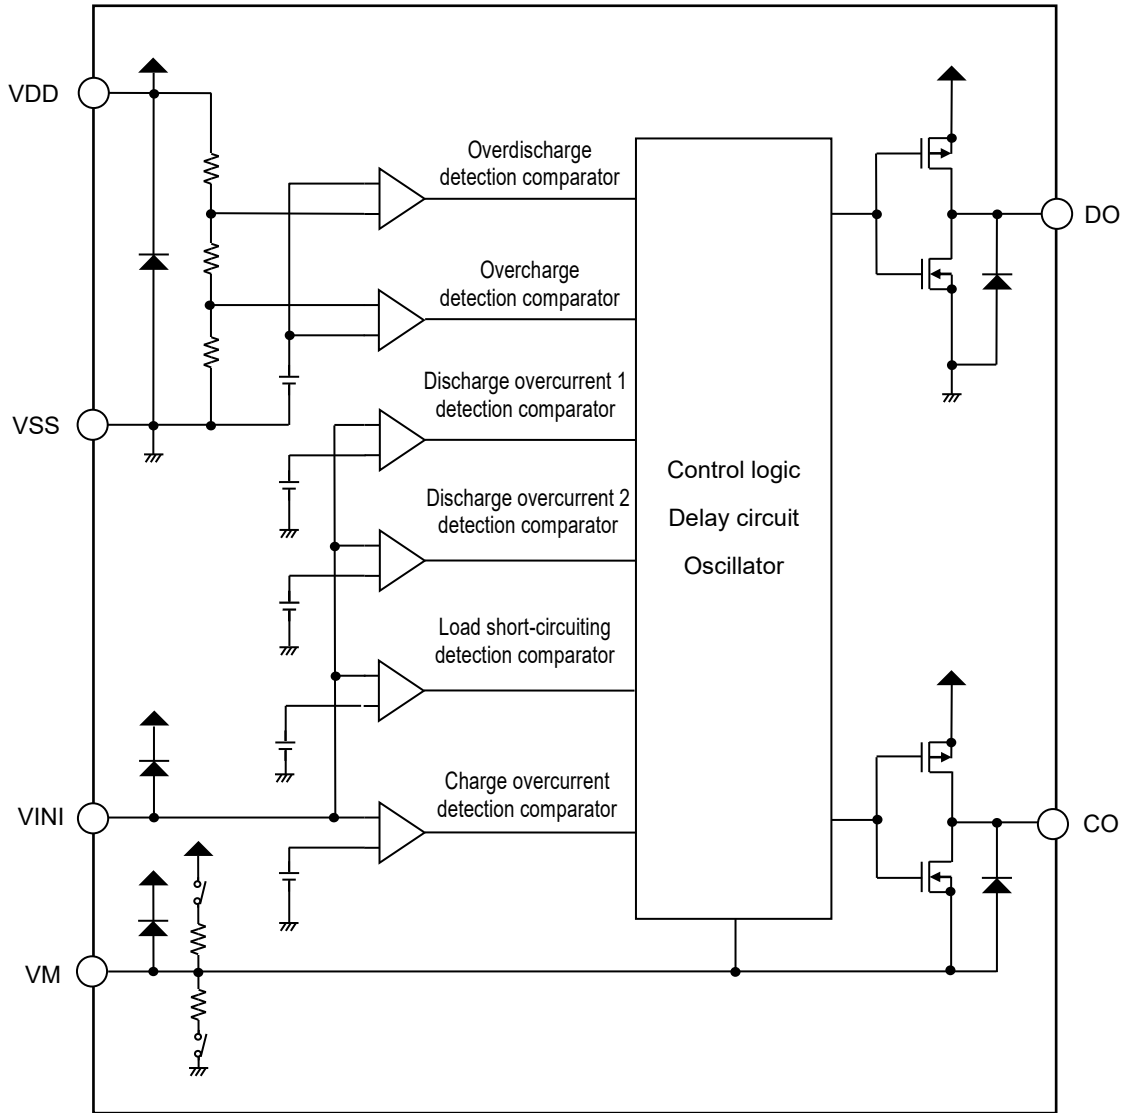 VDD
Overdischarge
detection comparator
DO
Overcharge
detection comparator
Discharge overcurrent 1
detection comparator
VSS
Control logic
Delay circuit
Oscillator
Discharge overcurrent 2
detection comparator
Load short-circuiting
detection comparator
Charge overcurrent
detection comparator
VINI
CO
VM